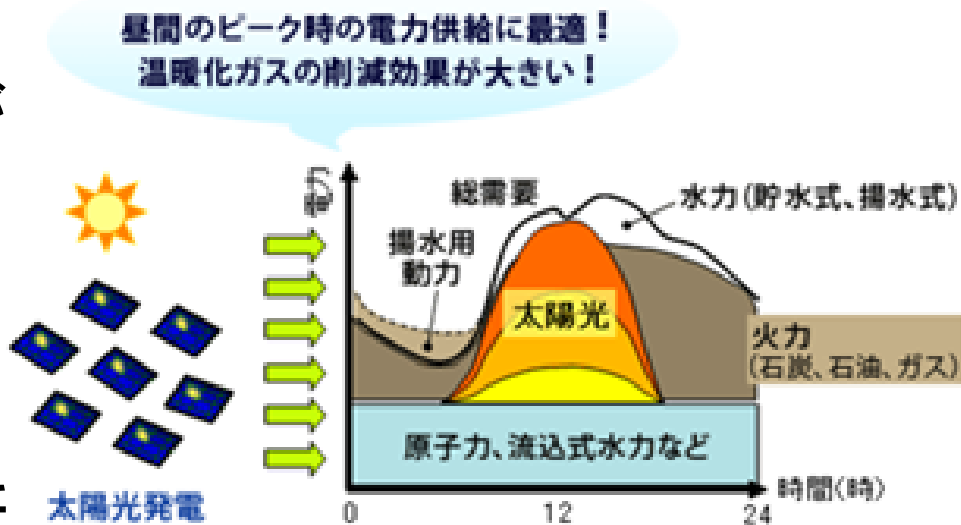 昼間のピーク時の電力供給に最適！
温暖化ガスの削減効果が大きい！
電力
総需要
水力(貯水式、揚水式)
揚水用
動力
太陽光
火力
(石炭、石油、ガス)
原子力、流込式水力など
太陽光発電
0
12
24
時間(時)